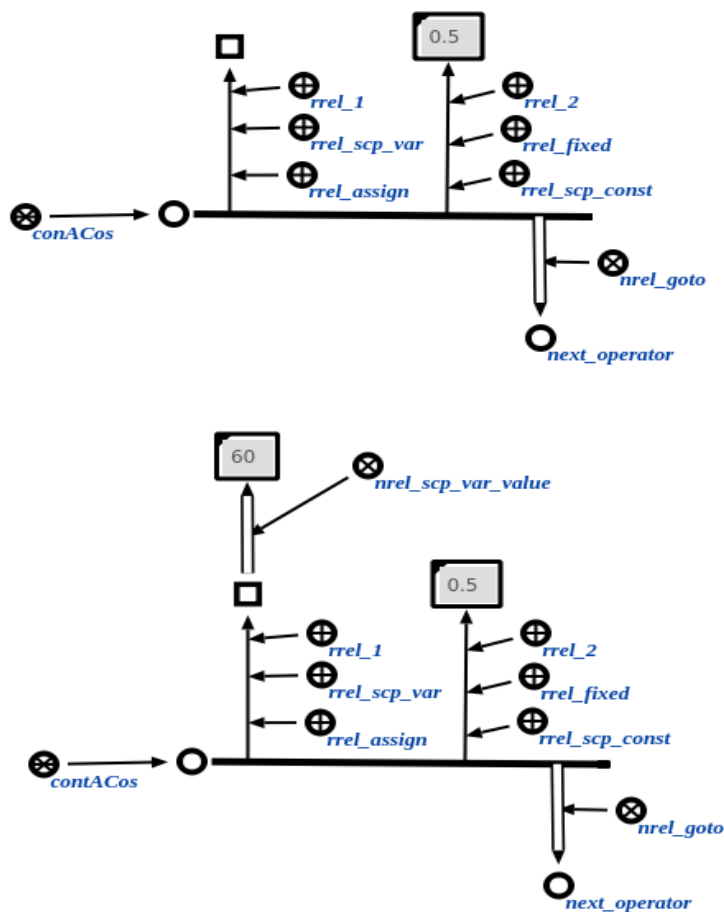 0.5
rrel_1
rrel_2
rrel_scp_var
rrel_fixed
rrel_assign
rrel_scp_const
conACos
nrel_goto
next_operator
60
nrel_scp_var_value
0.5
rrel_1
rrel_2
rrel_scp_var
rrel_fixed
rrel_assign
rrel_scp_const
contACos
nrel_goto
next_operator